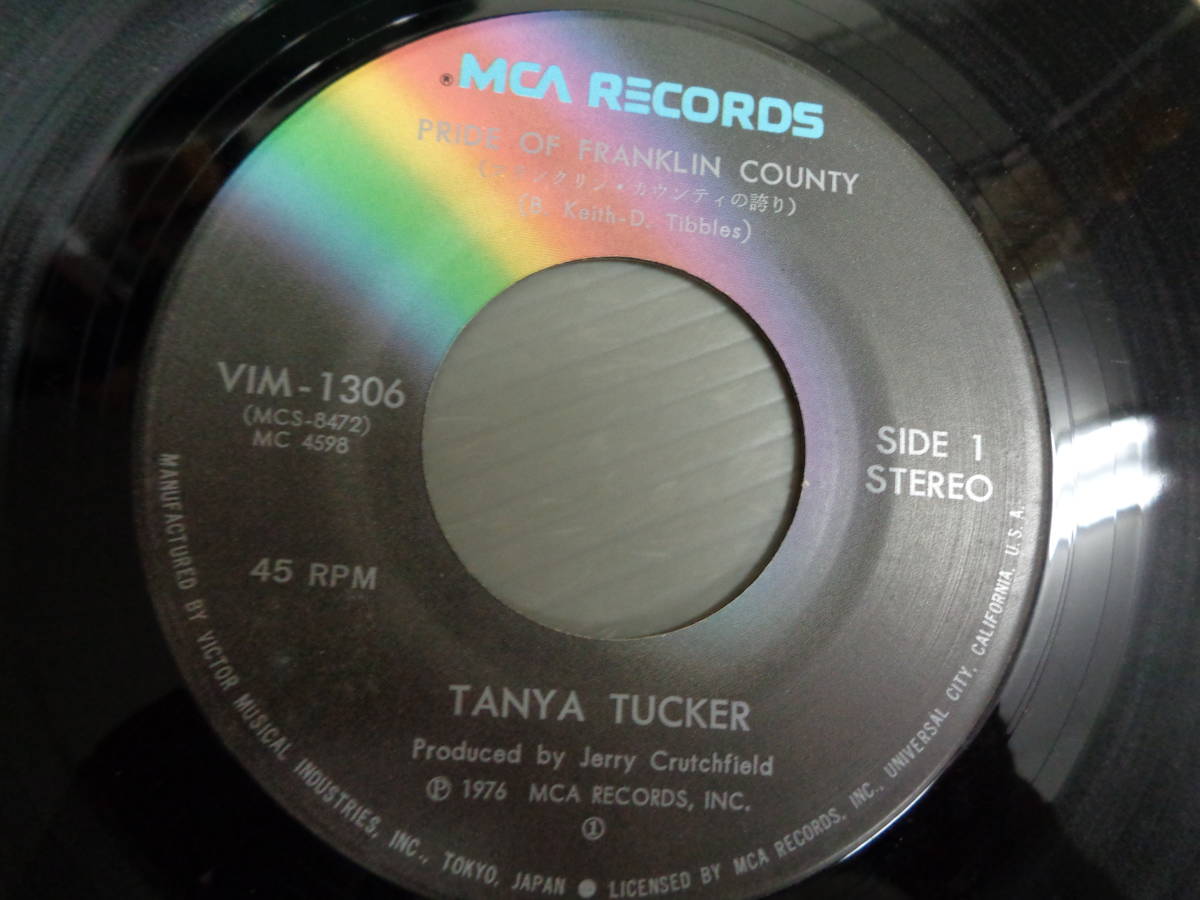 ® MCA RECORDS
PRIDE OF FRANKLIN COUNTY
(フランクリン・カウンティの誇り)
(B. Keith-D. Tibbles)
VIM-1306
(MCS-8472)
MC 4598
SIDE 1
STEREO
45 RPM
TANYA TUCKER
Produced by Jerry Crutchfield
Ⓟ 1976 MCA RECORDS, INC.
①
MANUFACTURED BY VICTOR MUSICAL INDUSTRIES, INC., TOKYO, JAPAN ● LICENSED BY MCA RECORDS, INC., UNIVERSAL CITY, CALIFORNIA, U.S.A.